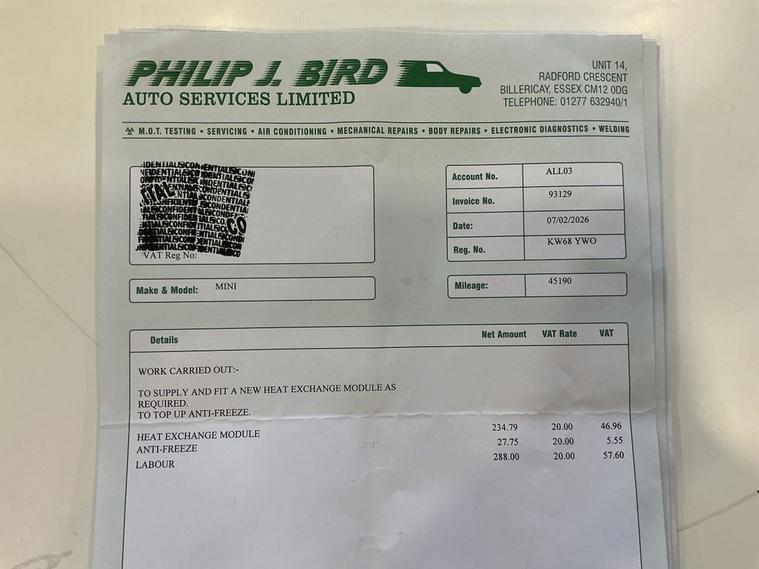 PHILIP J. BIRD
AUTO SERVICES LIMITED
UNIT 14,
RADFORD CRESCENT
BILLERICAY, ESSEX CM12 0DG
TELEPHONE: 01277 632940/1
M.O.T. TESTING • SERVICING • AIR CONDITIONING • MECHANICAL REPAIRS • BODY REPAIRS • ELECTRONIC DIAGNOSTICS • WELDING
VAT Reg No:
Account No. ALL03
Invoice No. 93129
Date: 07/02/2026
Reg. No. KW68 YWO
Make & Model: MINI
Mileage: 45190
Details Net Amount VAT Rate VAT
WORK CARRIED OUT:-
TO SUPPLY AND FIT A NEW HEAT EXCHANGE MODULE AS
REQUIRED.
TO TOP UP ANTI-FREEZE.
HEAT EXCHANGE MODULE 234.79 20.00 46.96
ANTI-FREEZE 27.75 20.00 5.55
LABOUR 288.00 20.00 57.60